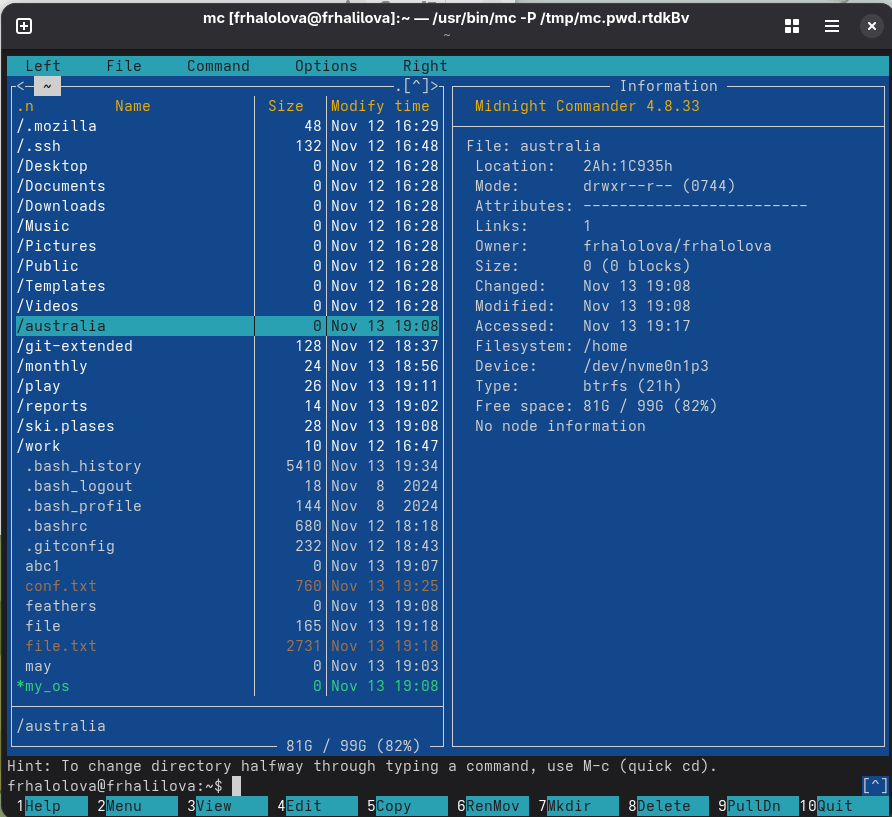 mc [frhalolova@frhalilova]:~ — /usr/bin/mc -P /tmp/mc.pwd.rtdkBv
~
Left File Command Options Right
<─ ~ ─.[^]>
.n Name Size Modify time
/.mozilla 48 Nov 12 16:29
/.ssh 132 Nov 12 16:48
/Desktop 0 Nov 12 16:28
/Documents 0 Nov 12 16:28
/Downloads 0 Nov 12 16:28
/Music 0 Nov 12 16:28
/Pictures 0 Nov 12 16:28
/Public 0 Nov 12 16:28
/Templates 0 Nov 12 16:28
/Videos 0 Nov 12 16:28
/australia 0 Nov 13 19:08
/git-extended 128 Nov 12 18:37
/monthly 24 Nov 13 18:56
/play 26 Nov 13 19:11
/reports 14 Nov 13 19:02
/ski.plases 28 Nov 13 19:08
/work 10 Nov 12 16:47
.bash_history 5410 Nov 13 19:34
.bash_logout 18 Nov 8 2024
.bash_profile 144 Nov 8 2024
.bashrc 680 Nov 12 18:18
.gitconfig 232 Nov 12 18:43
abc1 0 Nov 13 19:07
conf.txt 760 Nov 13 19:25
feathers 0 Nov 13 19:08
file 165 Nov 13 19:18
file.txt 2731 Nov 13 19:18
may 0 Nov 13 19:03
*my_os 0 Nov 13 19:08
/australia
81G / 99G (82%)
Information
Midnight Commander 4.8.33
File: australia
Location: 2Ah:1C935h
Mode: drwxr--r-- (0744)
Attributes: -------------------------
Links: 1
Owner: frhalolova/frhalolova
Size: 0 (0 blocks)
Changed: Nov 13 19:08
Modified: Nov 13 19:08
Accessed: Nov 13 19:17
Filesystem: /home
Device: /dev/nvme0n1p3
Type: btrfs (21h)
Free space: 81G / 99G (82%)
No node information
Hint: To change directory halfway through typing a command, use M-c (quick cd).
frhalolova@frhalilova:~$ [^]
1Help 2Menu 3View 4Edit 5Copy 6RenMov 7Mkdir 8Delete 9PullDn 10Quit